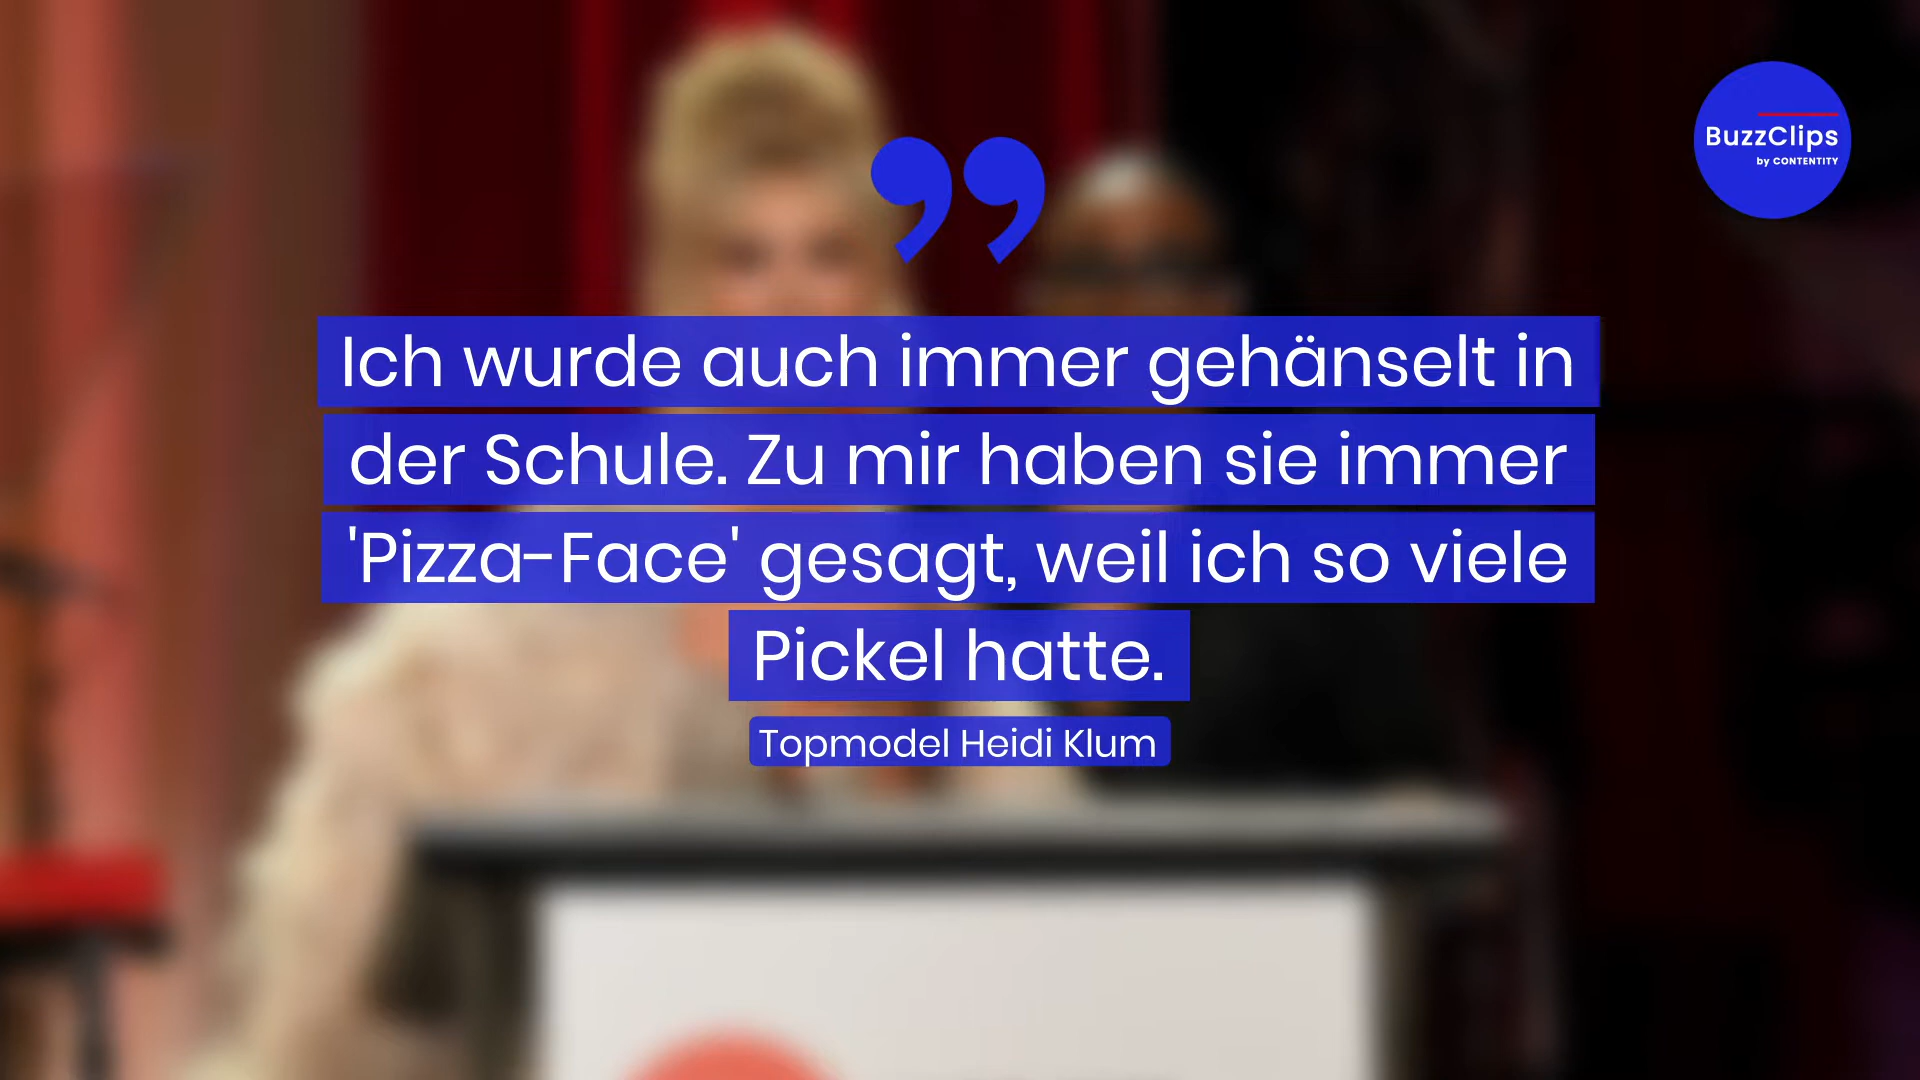 BuzzClips
by CONTENTITY
”
Ich wurde auch immer gehänselt in
der Schule. Zu mir haben sie immer
'Pizza-Face' gesagt, weil ich so viele
Pickel hatte.
Topmodel Heidi Klum